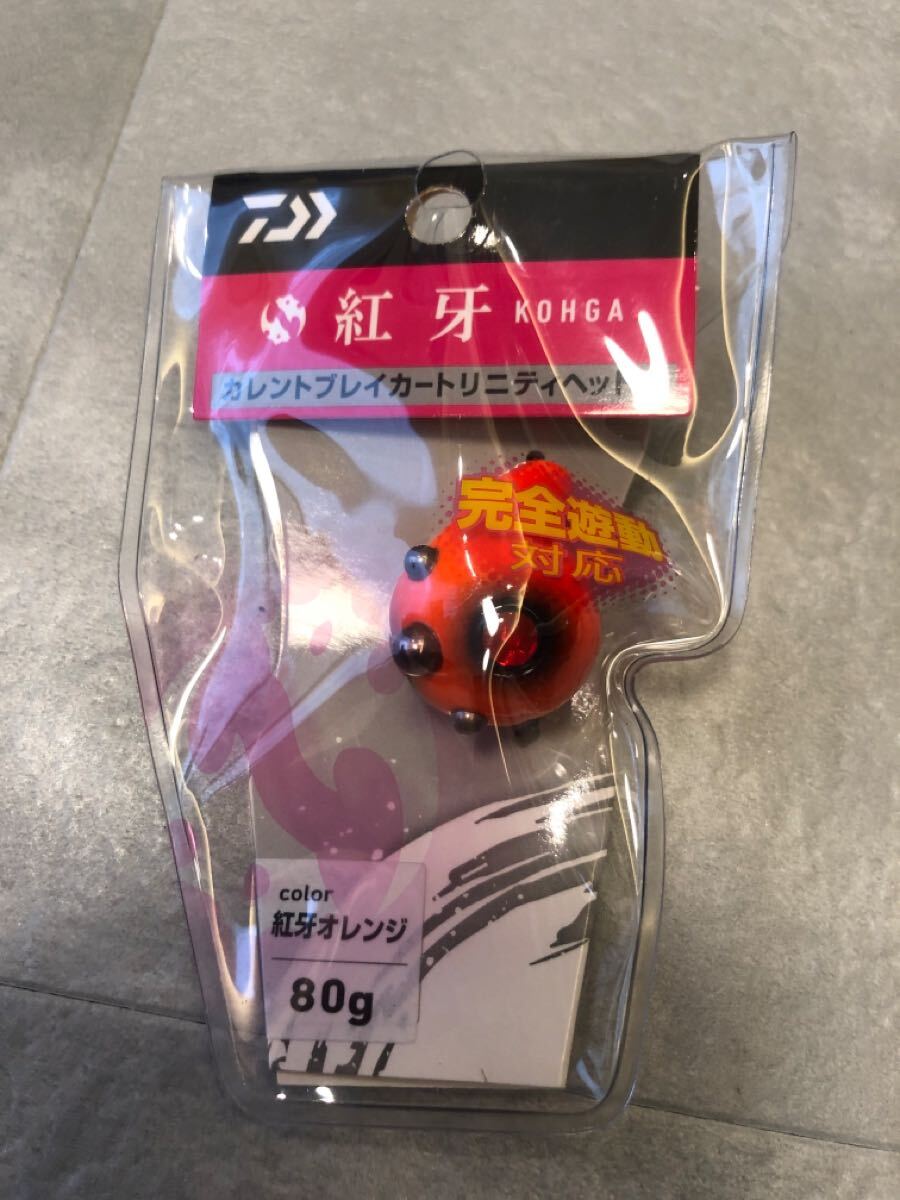 紅牙 KOHGA
カレントブレイカートリニティヘッド
完全遊動
対応
color
紅牙オレンジ
80g